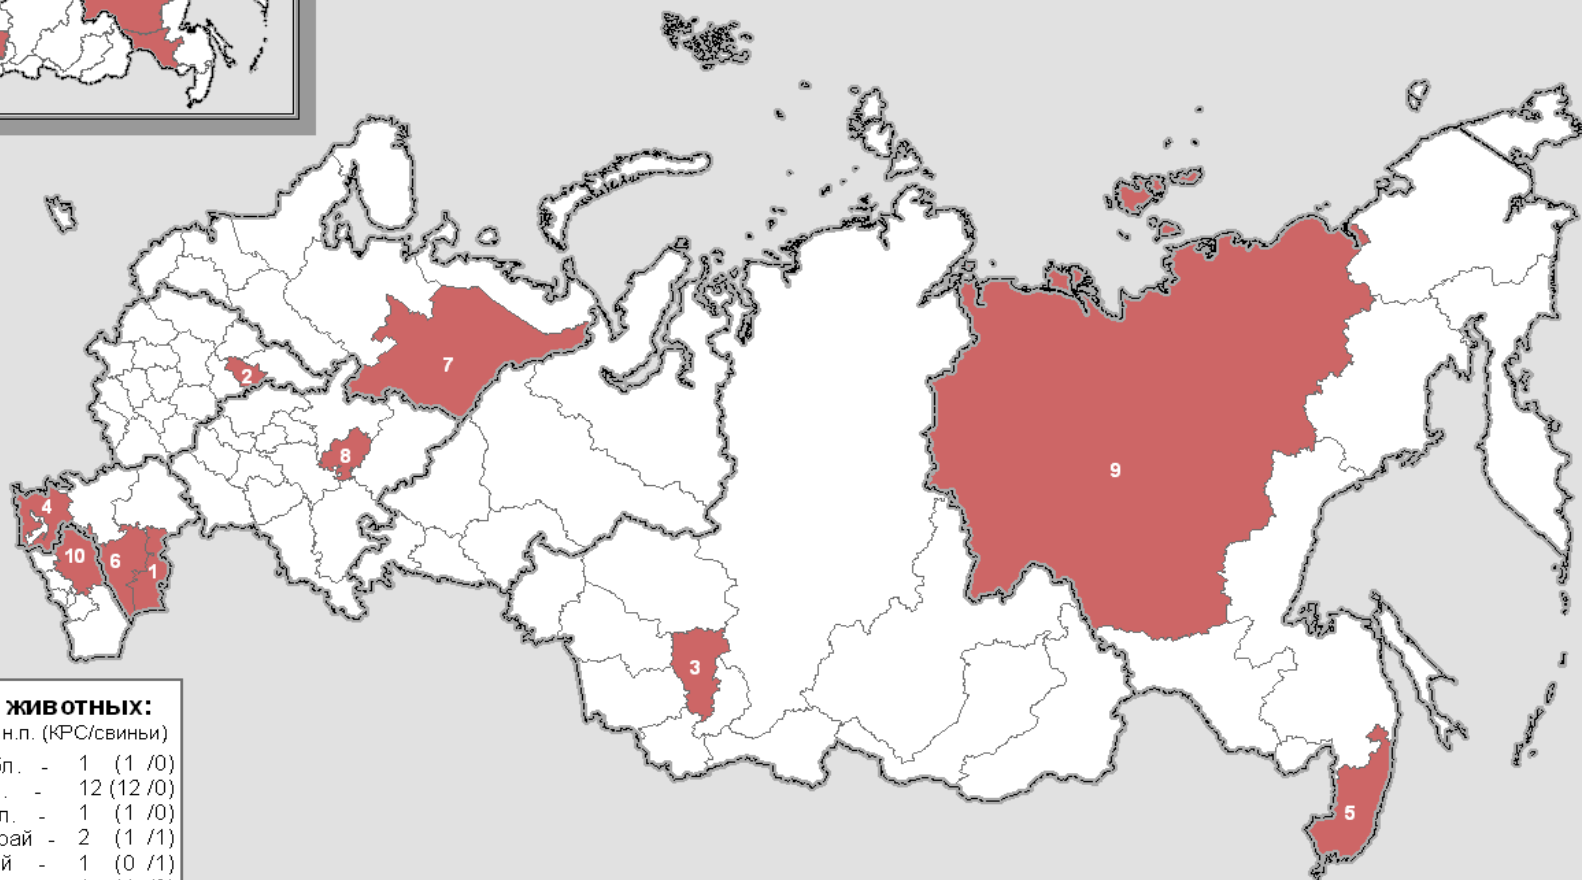 7
2
8
9
4
10
6
1
3
5
животных:
н.п. (КРС/свиньи)
бл. - 1 (1 /0)
. - 12 (12 /0)
л. - 1 (1 /0)
рай - 2 (1 /1)
й - 1 (0 /1)